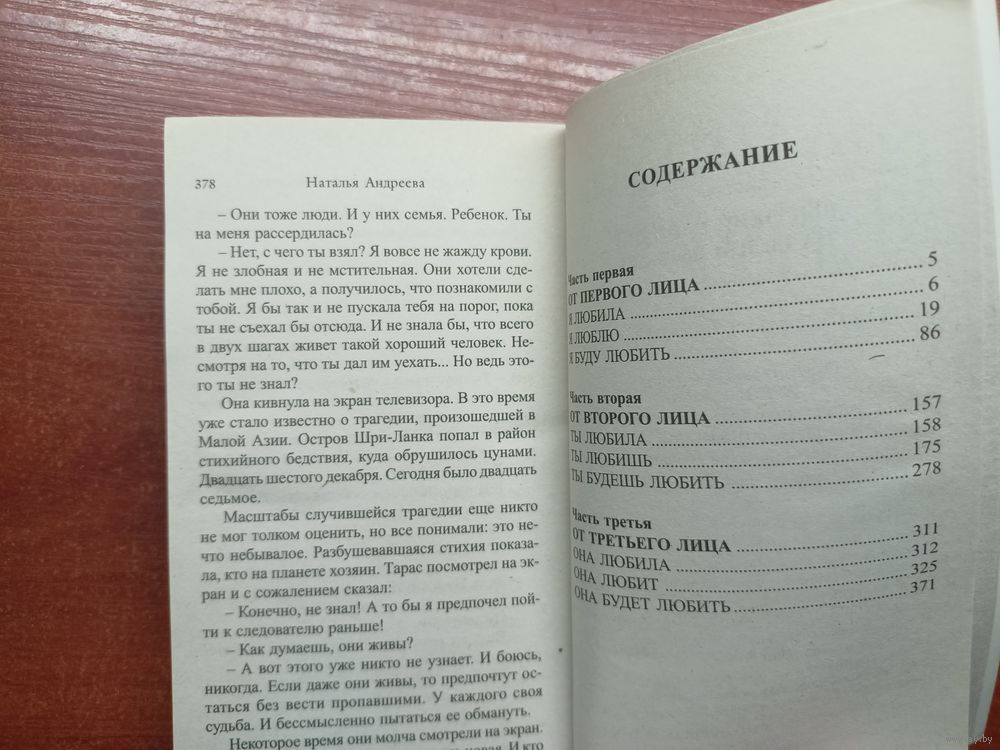 378 Наталья Андреева
– Они тоже люди. И у них семья. Ребенок. Ты
на меня рассердилась?
– Нет, с чего ты взял? Я вовсе не жажду крови.
Я не злобная и не мстительная. Они хотели сде-
лать мне плохо, а получилось, что познакомили с
тобой. Я бы так и не пускала тебя на порог, пока
ты не съехал бы отсюда. И не знала бы, что всего
в двух шагах живет такой хороший человек. Не-
смотря на то, что ты дал им уехать... Но ведь это-
го ты не знал?
Она кивнула на экран телевизора. В это время
уже стало известно о трагедии, произошедшей в
Малой Азии. Остров Шри-Ланка попал в район
стихийного бедствия, куда обрушилось цунами.
Двадцать шестого декабря. Сегодня было двадцать
седьмое.
Масштабы случившейся трагедии еще никто
не мог толком оценить, но все понимали: это не-
что небывалое. Разбушевавшаяся стихия показа-
ла, кто на планете хозяин. Тарас посмотрел на эк-
ран и с сожалением сказал:
– Конечно, не знал! А то бы я предпочел пой-
ти к следователю раньше!
– Как думаешь, они живы?
– А вот этого уже никто не узнает. И боюсь,
никогда. Если даже они живы, то предпочтут ос-
таться без вести пропавшими. У каждого своя
судьба. И бессмысленно пытаться ее обмануть.
Некоторое время они молча смотрели на экран.
СОДЕРЖАНИЕ
Часть первая
ОТ ПЕРВОГО ЛИЦА ... 5
Я ЛЮБИЛА ... 6
Я ЛЮБЛЮ ... 19
Я БУДУ ЛЮБИТЬ ... 86
Часть вторая
ОТ ВТОРОГО ЛИЦА ... 157
ТЫ ЛЮБИЛА ... 158
ТЫ ЛЮБИШЬ ... 175
ТЫ БУДЕШЬ ЛЮБИТЬ ... 278
Часть третья
ОТ ТРЕТЬЕГО ЛИЦА ... 311
ОНА ЛЮБИЛА ... 312
ОНА ЛЮБИТ ... 325
ОНА БУДЕТ ЛЮБИТЬ ... 371